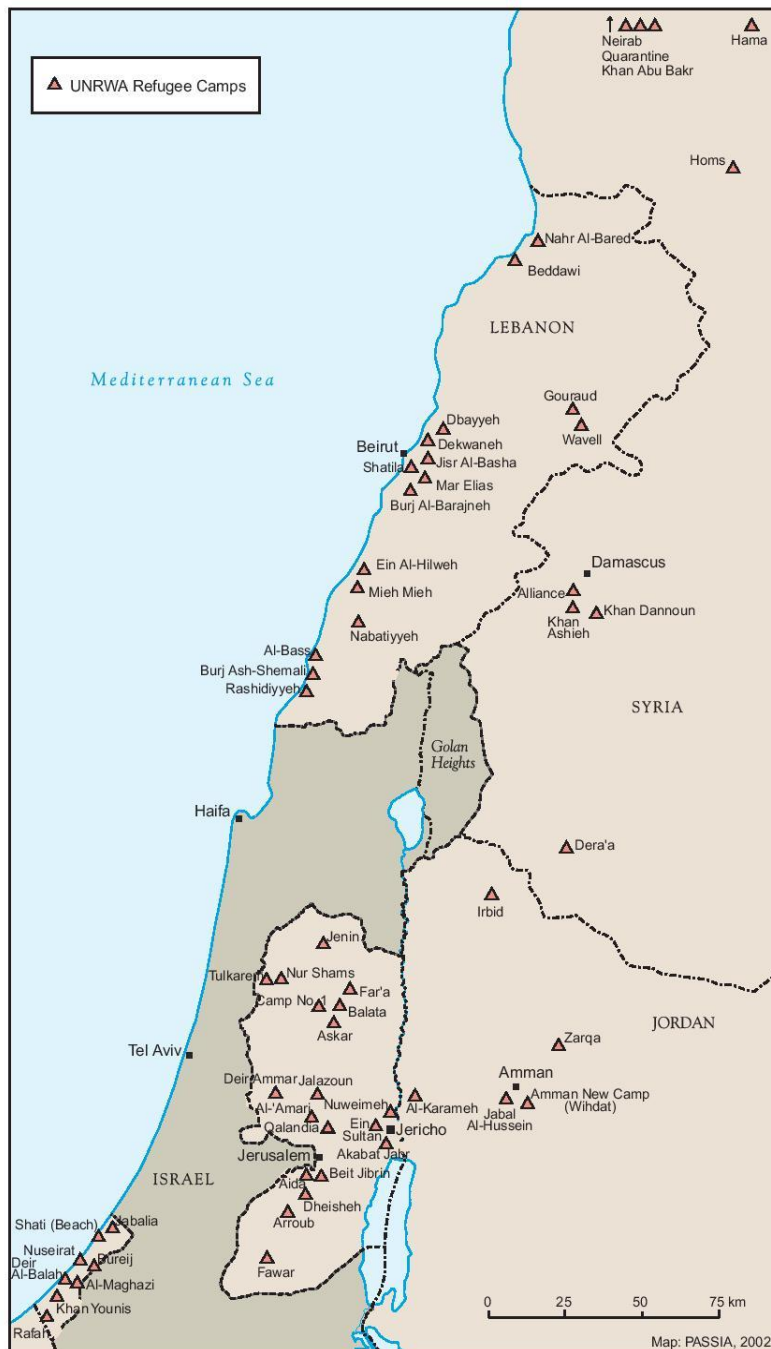 UNRWA Refugee Camps
Neirab
Quarantine
Khan Abu Bakr
Hama
Homs
Nahr Al-Bared
Beddawi
LEBANON
Mediterranean Sea
Gouraud
Wavell
Dbayyeh
Dekwaneh
Beirut
Jisr Al-Basha
Shatila
Mar Elias
Burj Al-Barajneh
Damascus
Ein Al-Hilweh
Mieh Mieh
Alliance
Khan
Ashieh
Khan Dannoun
Nabatiyyeh
Al-Bass
Burj Ash-Shemali
Rashidiyyeh
SYRIA
Golan
Heights
Haifa
Dera'a
Irbid
Jenin
Tulkarem
Nur Shams
Far'a
Camp No. 1
Balata
Askar
JORDAN
Zarqa
Tel Aviv
Amman
Deir Ammar
Jalazoun
Nuweimeh
Al-Karameh
Jabal
Al-Hussein
Amman New Camp
(Wihdat)
Al-'Amari
Qalandia
Ein
Sultan
Jericho
Akabat Jabr
Jerusalem
ISRAEL
Aida
Beit Jibrin
Dheisheh
Arroub
Fawar
Shati (Beach)
Jabalia
Nuseirat
Bureij
Deir
Al-Balah
Al-Maghazi
Khan Younis
Rafah
0 25 50 75 km
Map: PASSIA, 2002